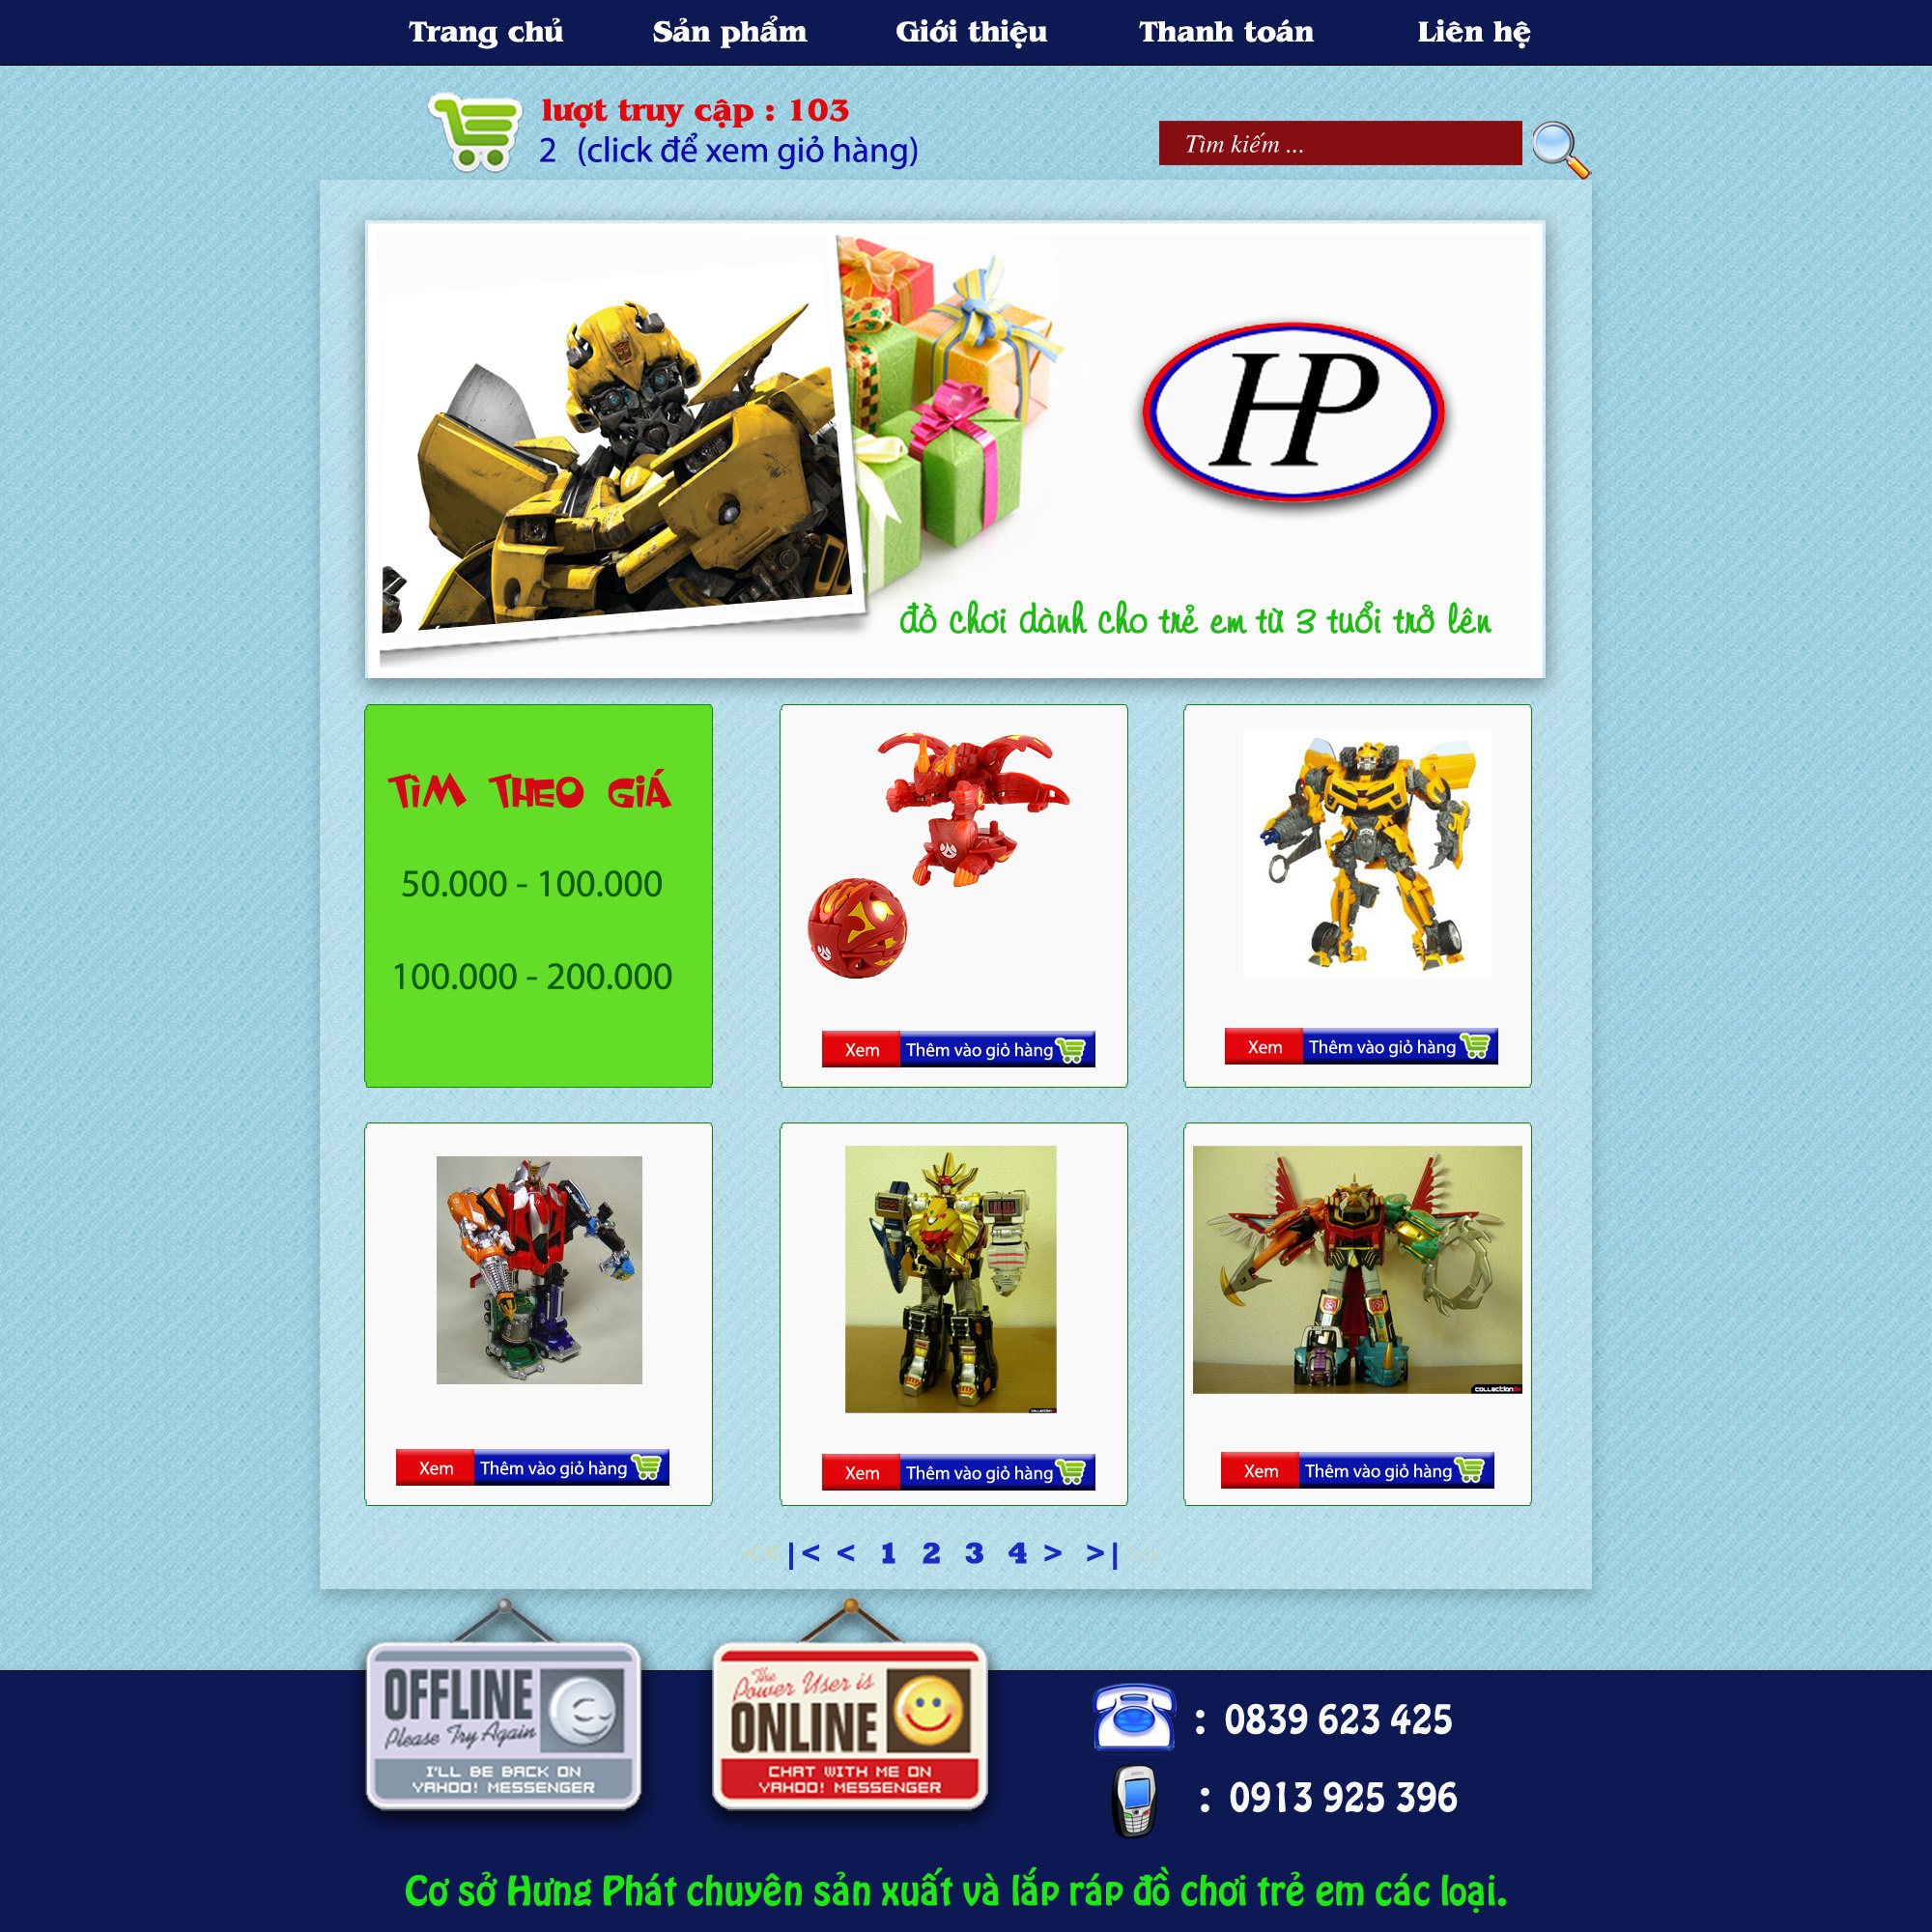 Trang chủ Sản phẩm Giới thiệu Thanh toán Liên hệ
lượt truy cập : 103
2 (click để xem giỏ hàng)
Tìm kiếm ...
HP
đồ chơi dành cho trẻ em từ 3 tuổi trở lên
TÌM THEO GIÁ
50.000 - 100.000
100.000 - 200.000
Xem Thêm vào giỏ hàng
Xem Thêm vào giỏ hàng
Xem Thêm vào giỏ hàng
Xem Thêm vào giỏ hàng
Xem Thêm vào giỏ hàng
<< |< < 1 2 3 4 > >| >>
OFFLINE
Please Try Again
I'LL BE BACK ON
YAHOO! MESSENGER
The
Power User is
ONLINE
CHAT WITH ME ON
YAHOO! MESSENGER
: 0839 623 425
: 0913 925 396
Cơ sở Hưng Phát chuyên sản xuất và lắp ráp đồ chơi trẻ em các loại.